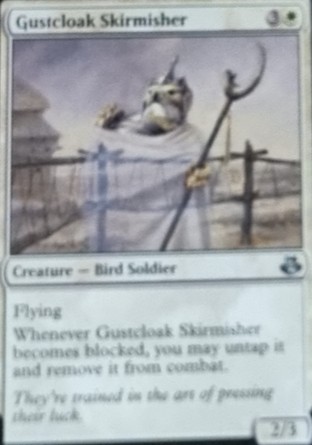 Gustcloak Skirmisher 3
Creature — Bird Soldier
Flying
Whenever Gustcloak Skirmisher
becomes blocked, you may untap it
and remove it from combat.
They're trained in the art of pressing
their luck.
2/3